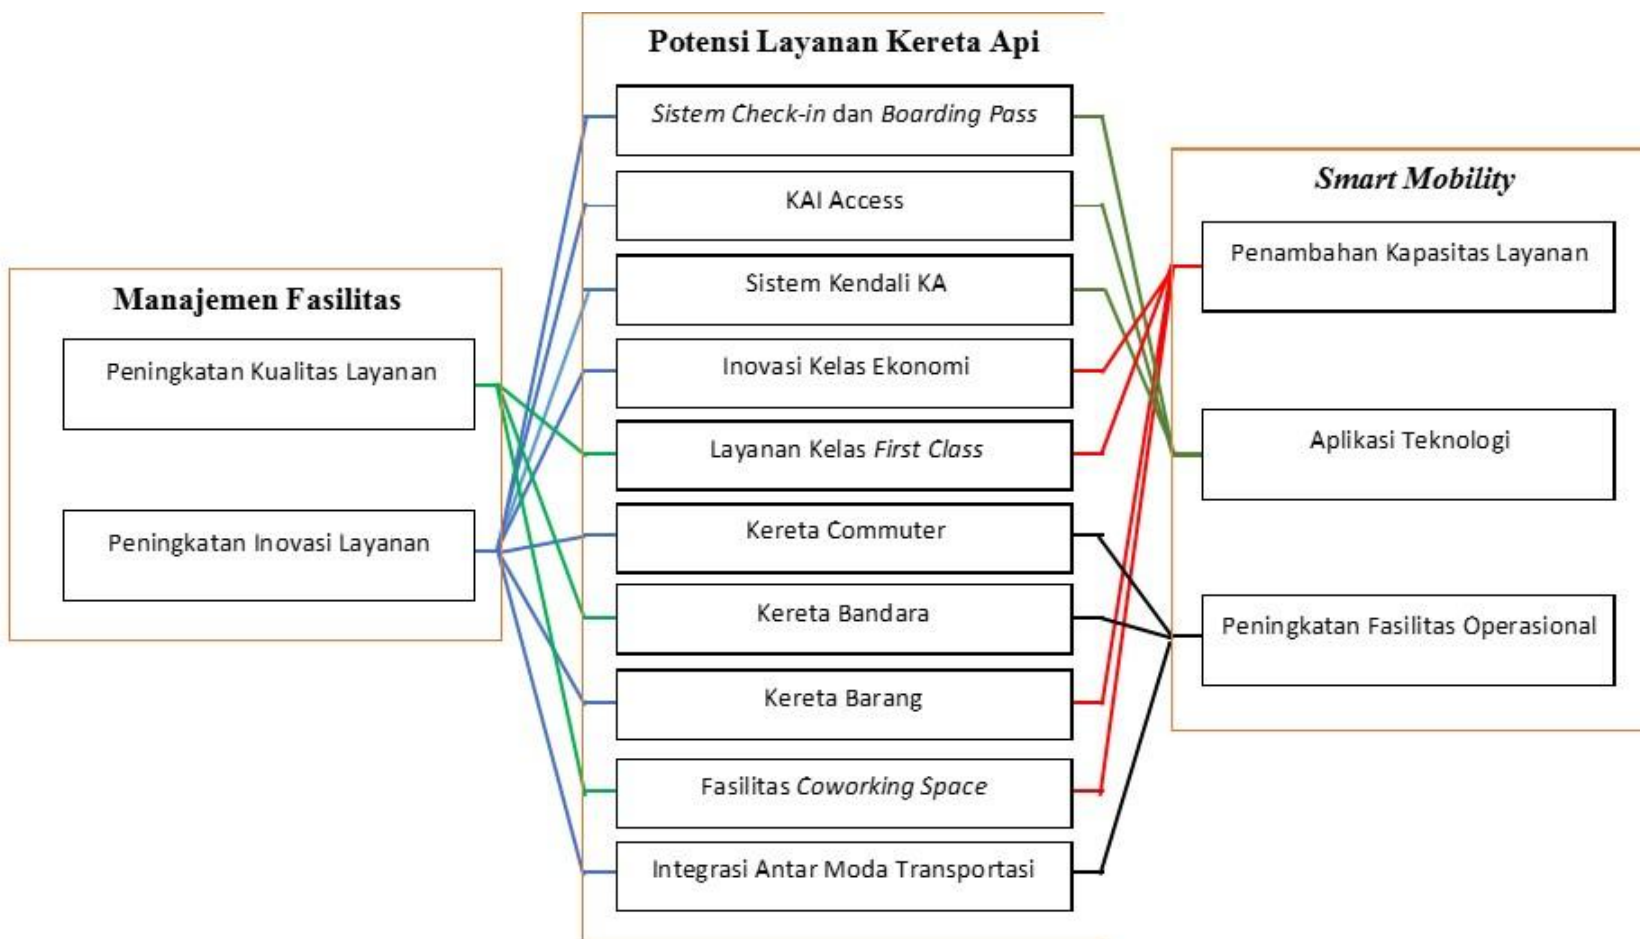 Manajemen Fasilitas
Peningkatan Kualitas Layanan
Peningkatan Inovasi Layanan
Potensi Layanan Kereta Api
Sistem Check-in dan Boarding Pass
KAI Access
Sistem Kendali KA
Inovasi Kelas Ekonomi
Layanan Kelas First Class
Kereta Commuter
Kereta Bandara
Kereta Barang
Fasilitas Coworking Space
Integrasi Antar Moda Transportasi
Smart Mobility
Penambahan Kapasitas Layanan
Aplikasi Teknologi
Peningkatan Fasilitas Operasional